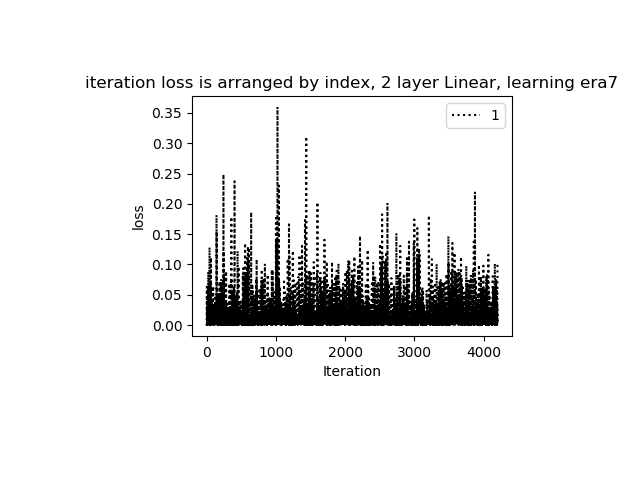 iteration loss is arranged by index, 2 layer Linear, learning era7
1
0.35
0.30
0.25
0.20
0.15
0.10
0.05
0.00
loss
0 1000 2000 3000 4000
Iteration